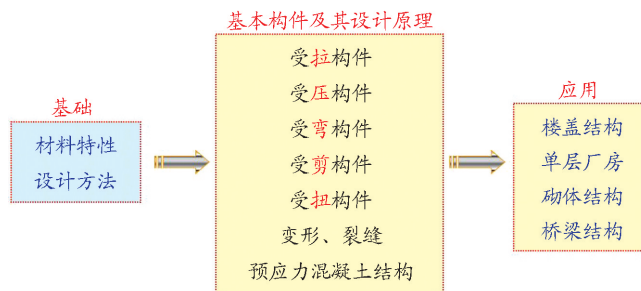 基础
材料特性
设计方法
基本构件及其设计原理
受拉构件
受压构件
受弯构件
受剪构件
受扭构件
变形、裂缝
预应力混凝土结构
应用
楼盖结构
单层厂房
砌体结构
桥梁结构